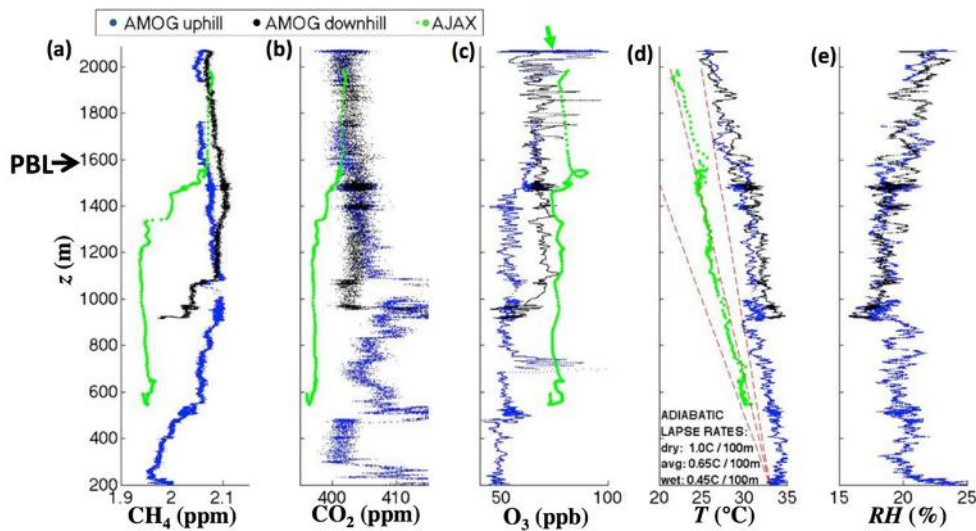 AMOG uphill AMOG downhill AJAX
(a) (b) (c) (d) (e)
2000
1800
PBL→ 1600
1400
z (m) 1200
1000
800
600
400
200
ADIABATIC
LAPSE RATES:
dry: 1.0C / 100m
avg: 0.65C / 100m
wet: 0.45C / 100m
1.9 2 2.1 400 410 50 100 20 25 30 35 15 20 25
CH4 (ppm) CO2 (ppm) O3 (ppb) T (°C) RH (%)